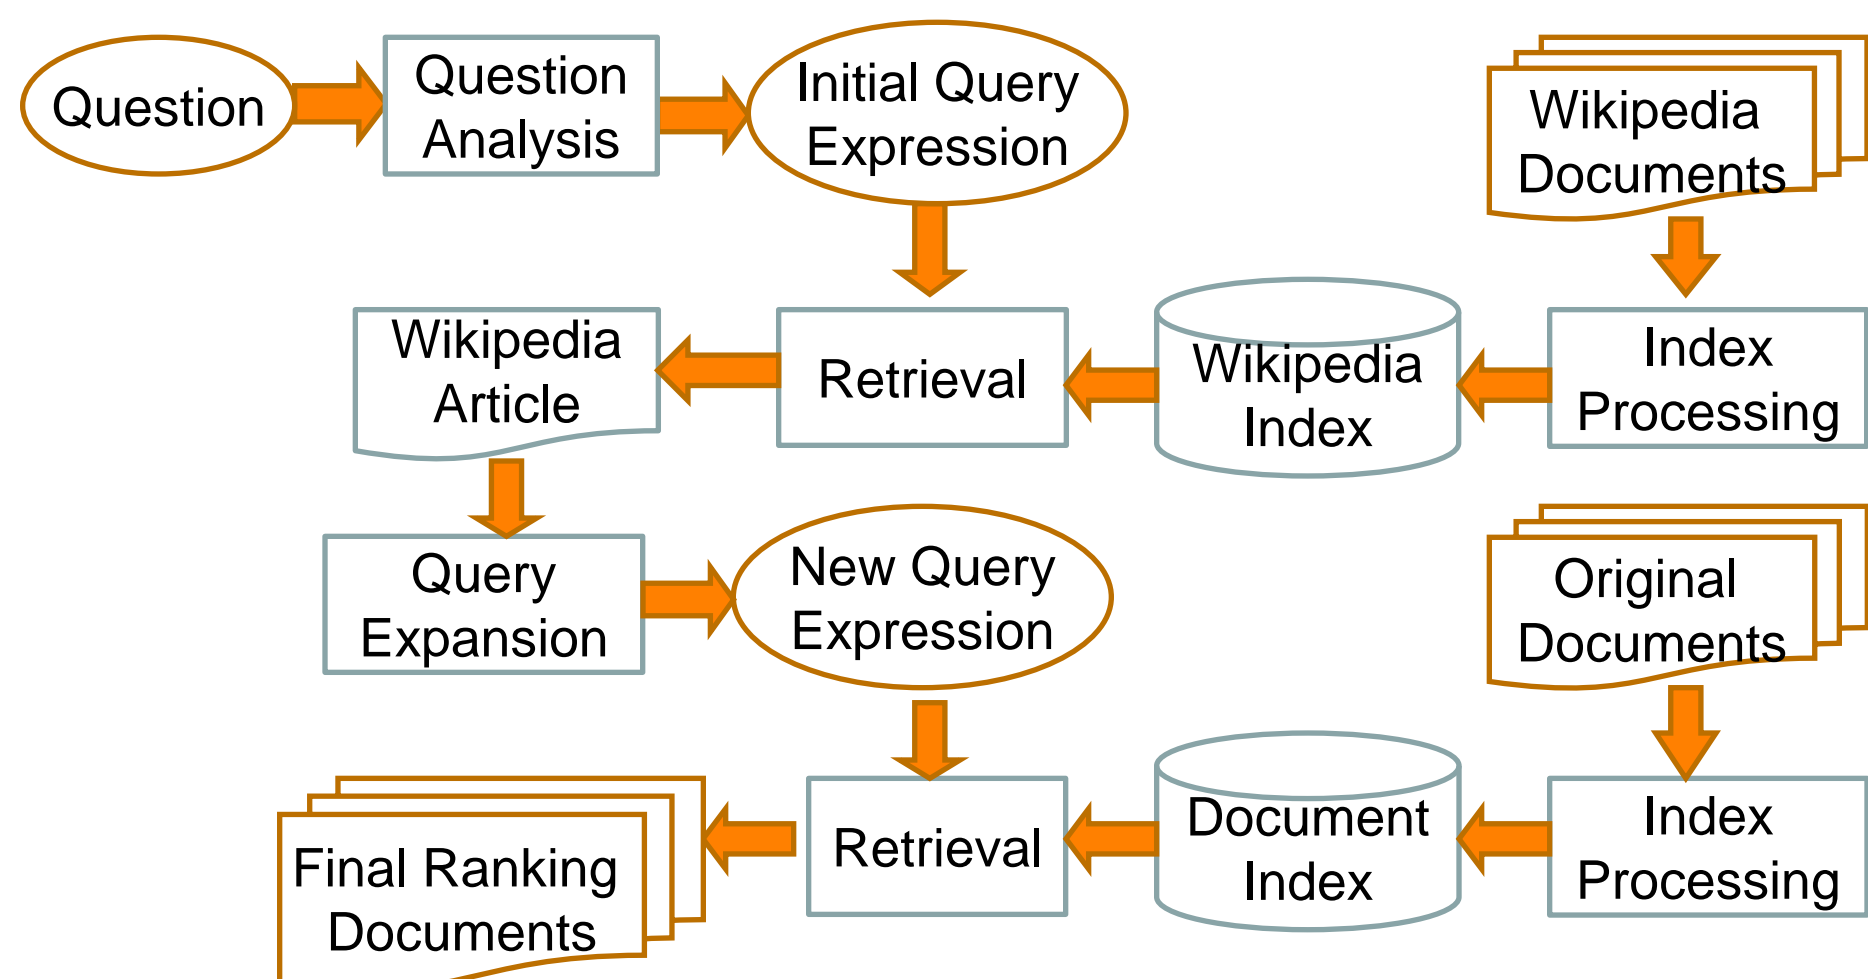 Question
Question
Analysis
Initial Query
Expression
Wikipedia
Documents
Wikipedia
Article
Retrieval
Wikipedia
Index
Index
Processing
Query
Expansion
New Query
Expression
Original
Documents
Final Ranking
Documents
Retrieval
Document
Index
Index
Processing